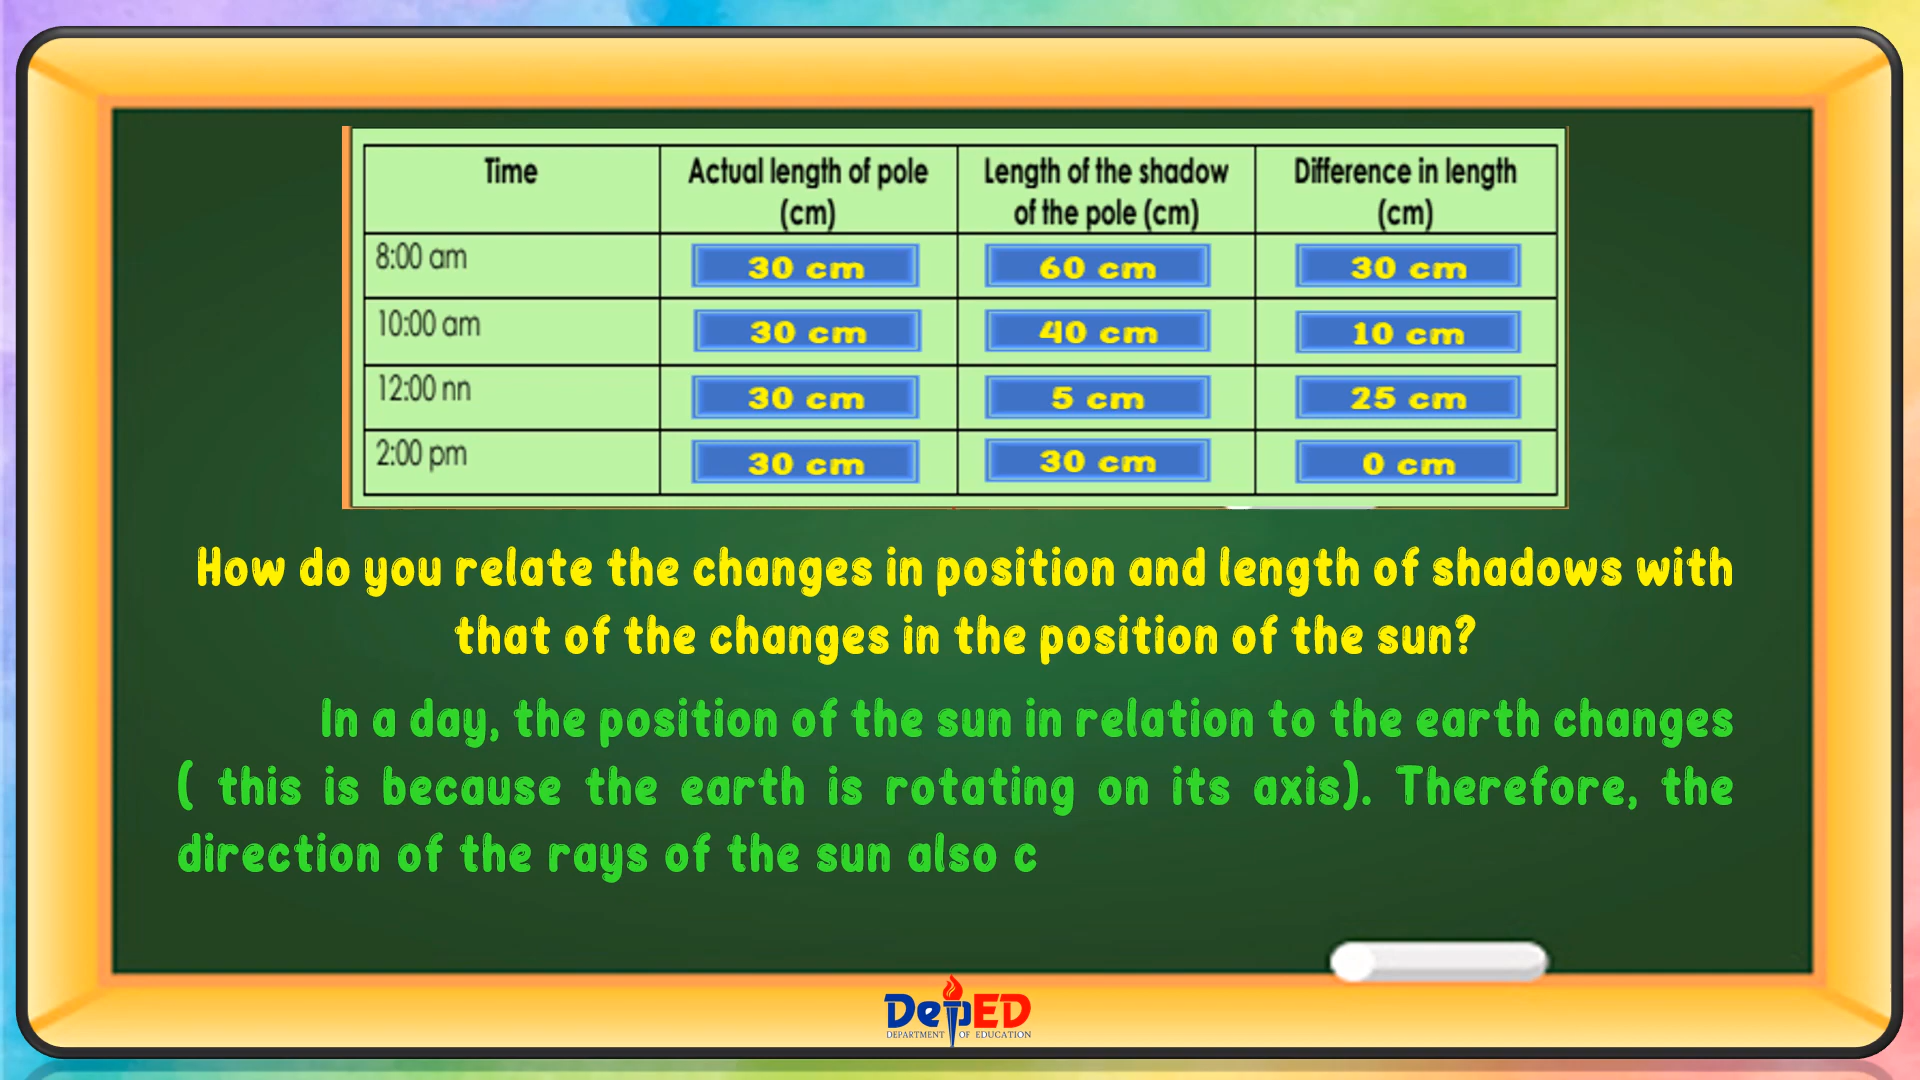 Time Actual length of pole (cm) Length of the shadow of the pole (cm) Difference in length (cm)
8:00 am 30 cm 60 cm 30 cm
10:00 am 30 cm 40 cm 10 cm
12:00 nn 30 cm 5 cm 25 cm
2:00 pm 30 cm 30 cm 0 cm
How do you relate the changes in position and length of shadows with
that of the changes in the position of the sun?
In a day, the position of the sun in relation to the earth changes
( this is because the earth is rotating on its axis). Therefore, the
direction of the rays of the sun also c
DepED
DEPARTMENT OF EDUCATION